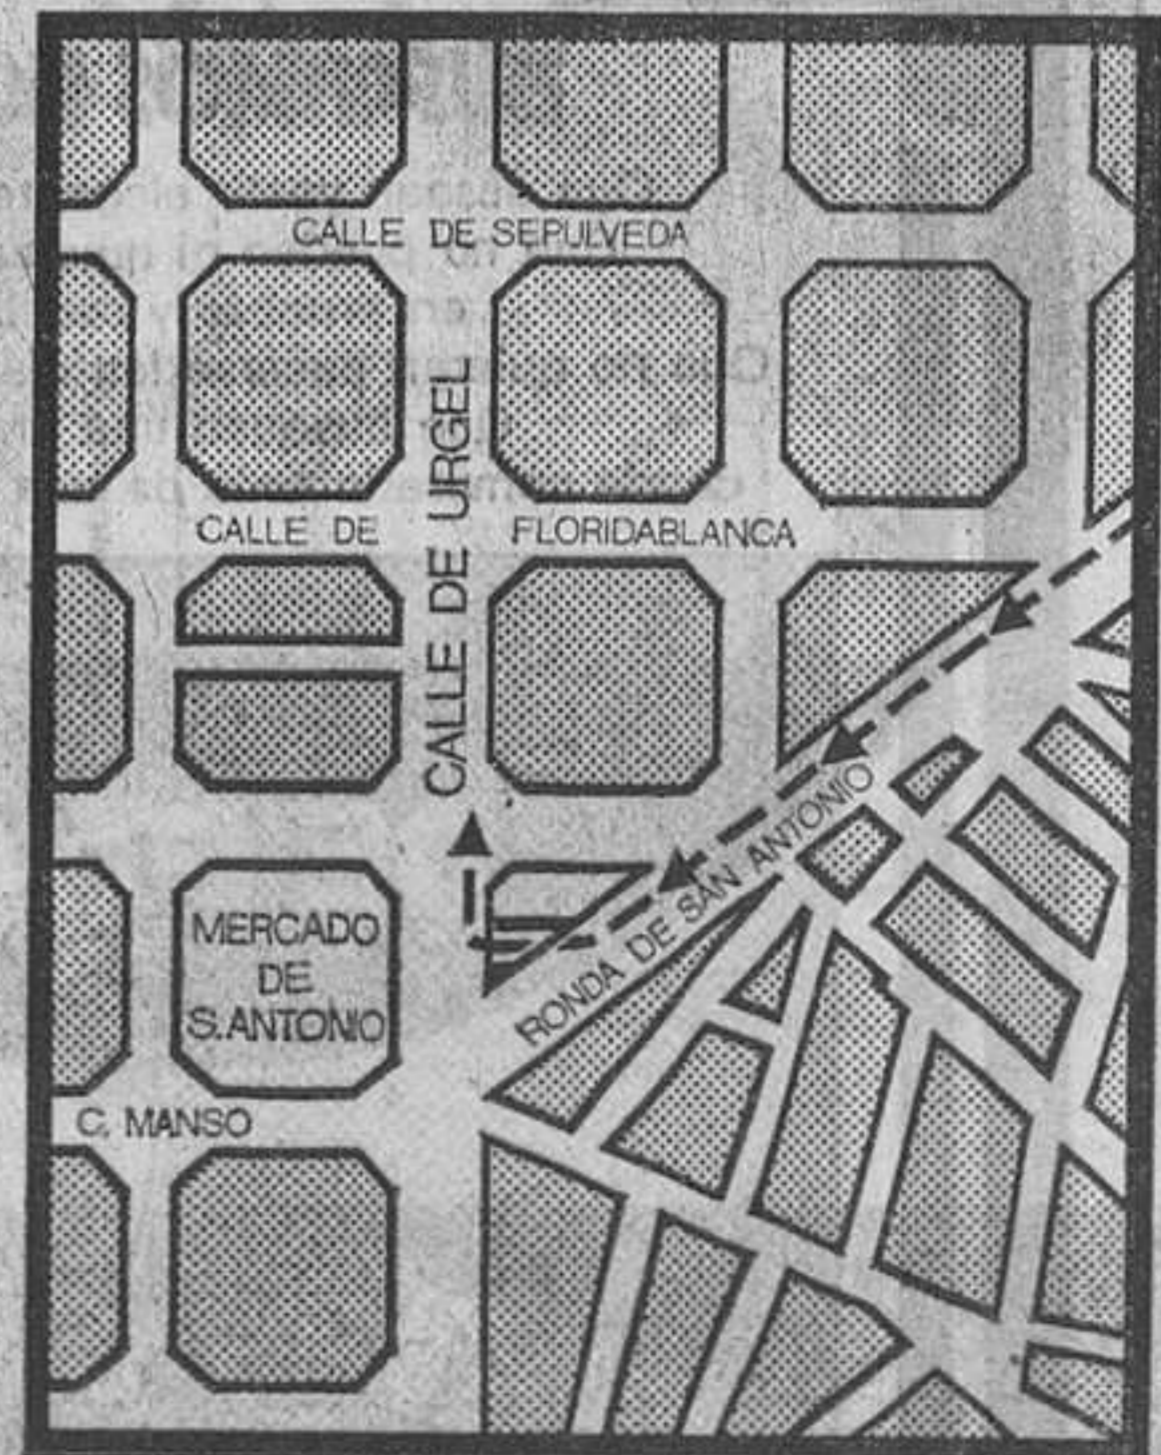 CALLE DE SEPULVEDA
CALLE DE URGEL
CALLE DE FLORIDABLANCA
RONDA DE SAN ANTONIO
MERCADO
DE
S.ANTONIO
C. MANSO